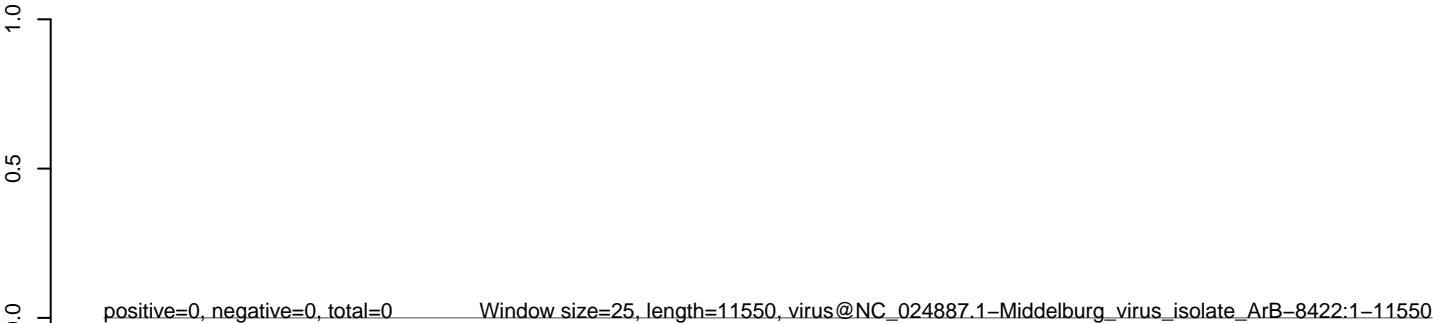 1.0
0.5
0.0
positive=0, negative=0, total=0 Window size=25, length=11550, virus@NC_024887.1−Middelburg_virus_isolate_ArB−8422:1−11550